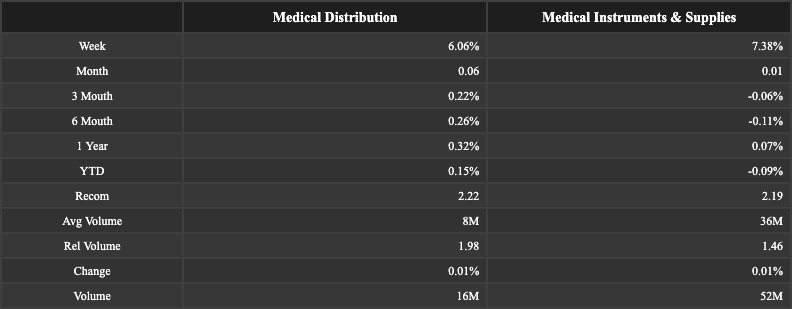 Medical Distribution Medical Instruments & Supplies
Week 6.06% 7.38%
Month 0.06 0.01
3 Mouth 0.22% -0.06%
6 Mouth 0.26% -0.11%
1 Year 0.32% 0.07%
YTD 0.15% -0.09%
Recom 2.22 2.19
Avg Volume 8M 36M
Rel Volume 1.98 1.46
Change 0.01% 0.01%
Volume 16M 52M